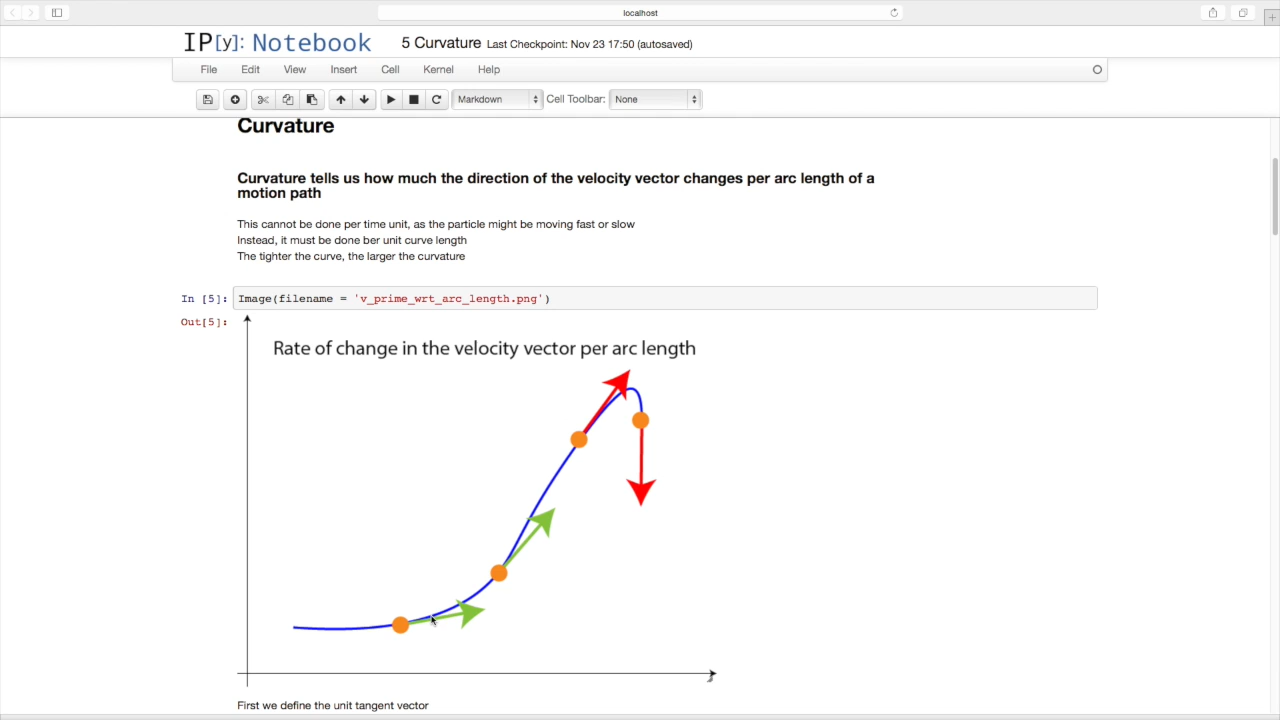 localhost
IP[y]: Notebook 5 Curvature Last Checkpoint: Nov 23 17:50 (autosaved)
File Edit View Insert Cell Kernel Help
Markdown Cell Toolbar: None
Curvature
Curvature tells us how much the direction of the velocity vector changes per arc length of a
motion path
This cannot be done per time unit, as the particle might be moving fast or slow
Instead, it must be done ber unit curve length
The tighter the curve, the larger the curvature
In [5]: Image(filename = 'v_prime_wrt_arc_length.png')
Out[5]:
Rate of change in the velocity vector per arc length
First we define the unit tangent vector